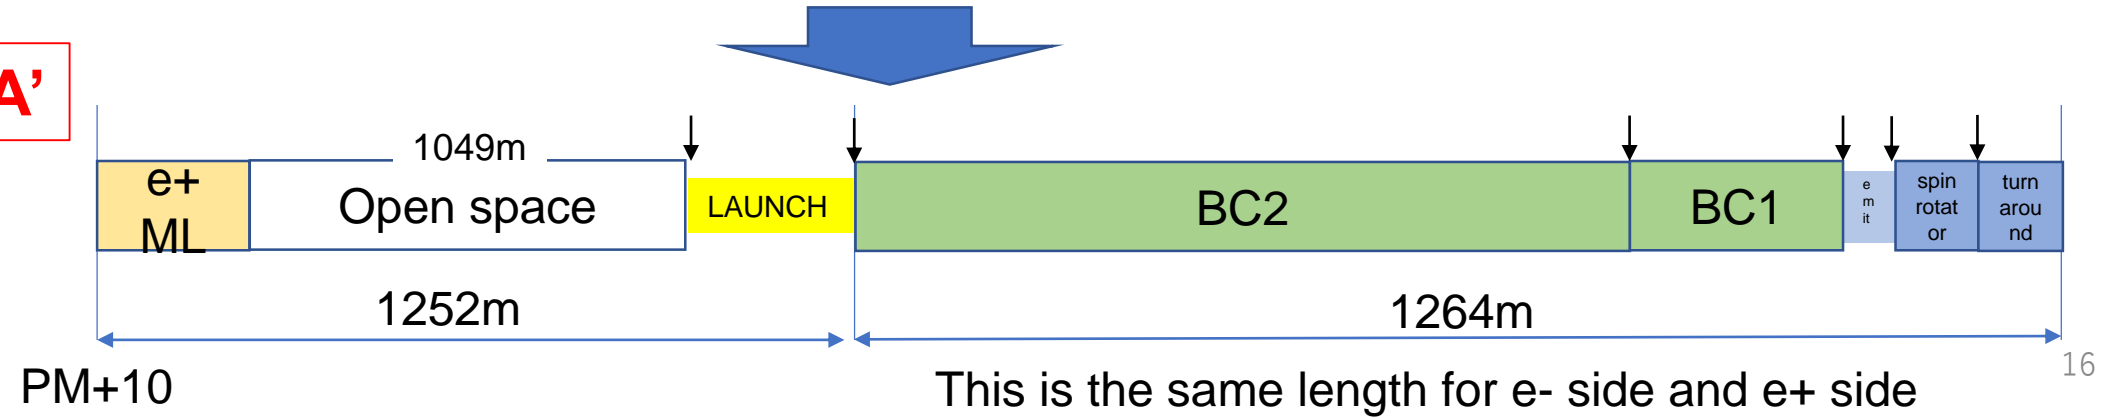 A’
1049m
e+
ML
Open space
LAUNCH
BC2
BC1
e
m
it
spin
rotat
or
turn
arou
nd
1252m
1264m
PM+10
This is the same length for e- side and e+ side
16